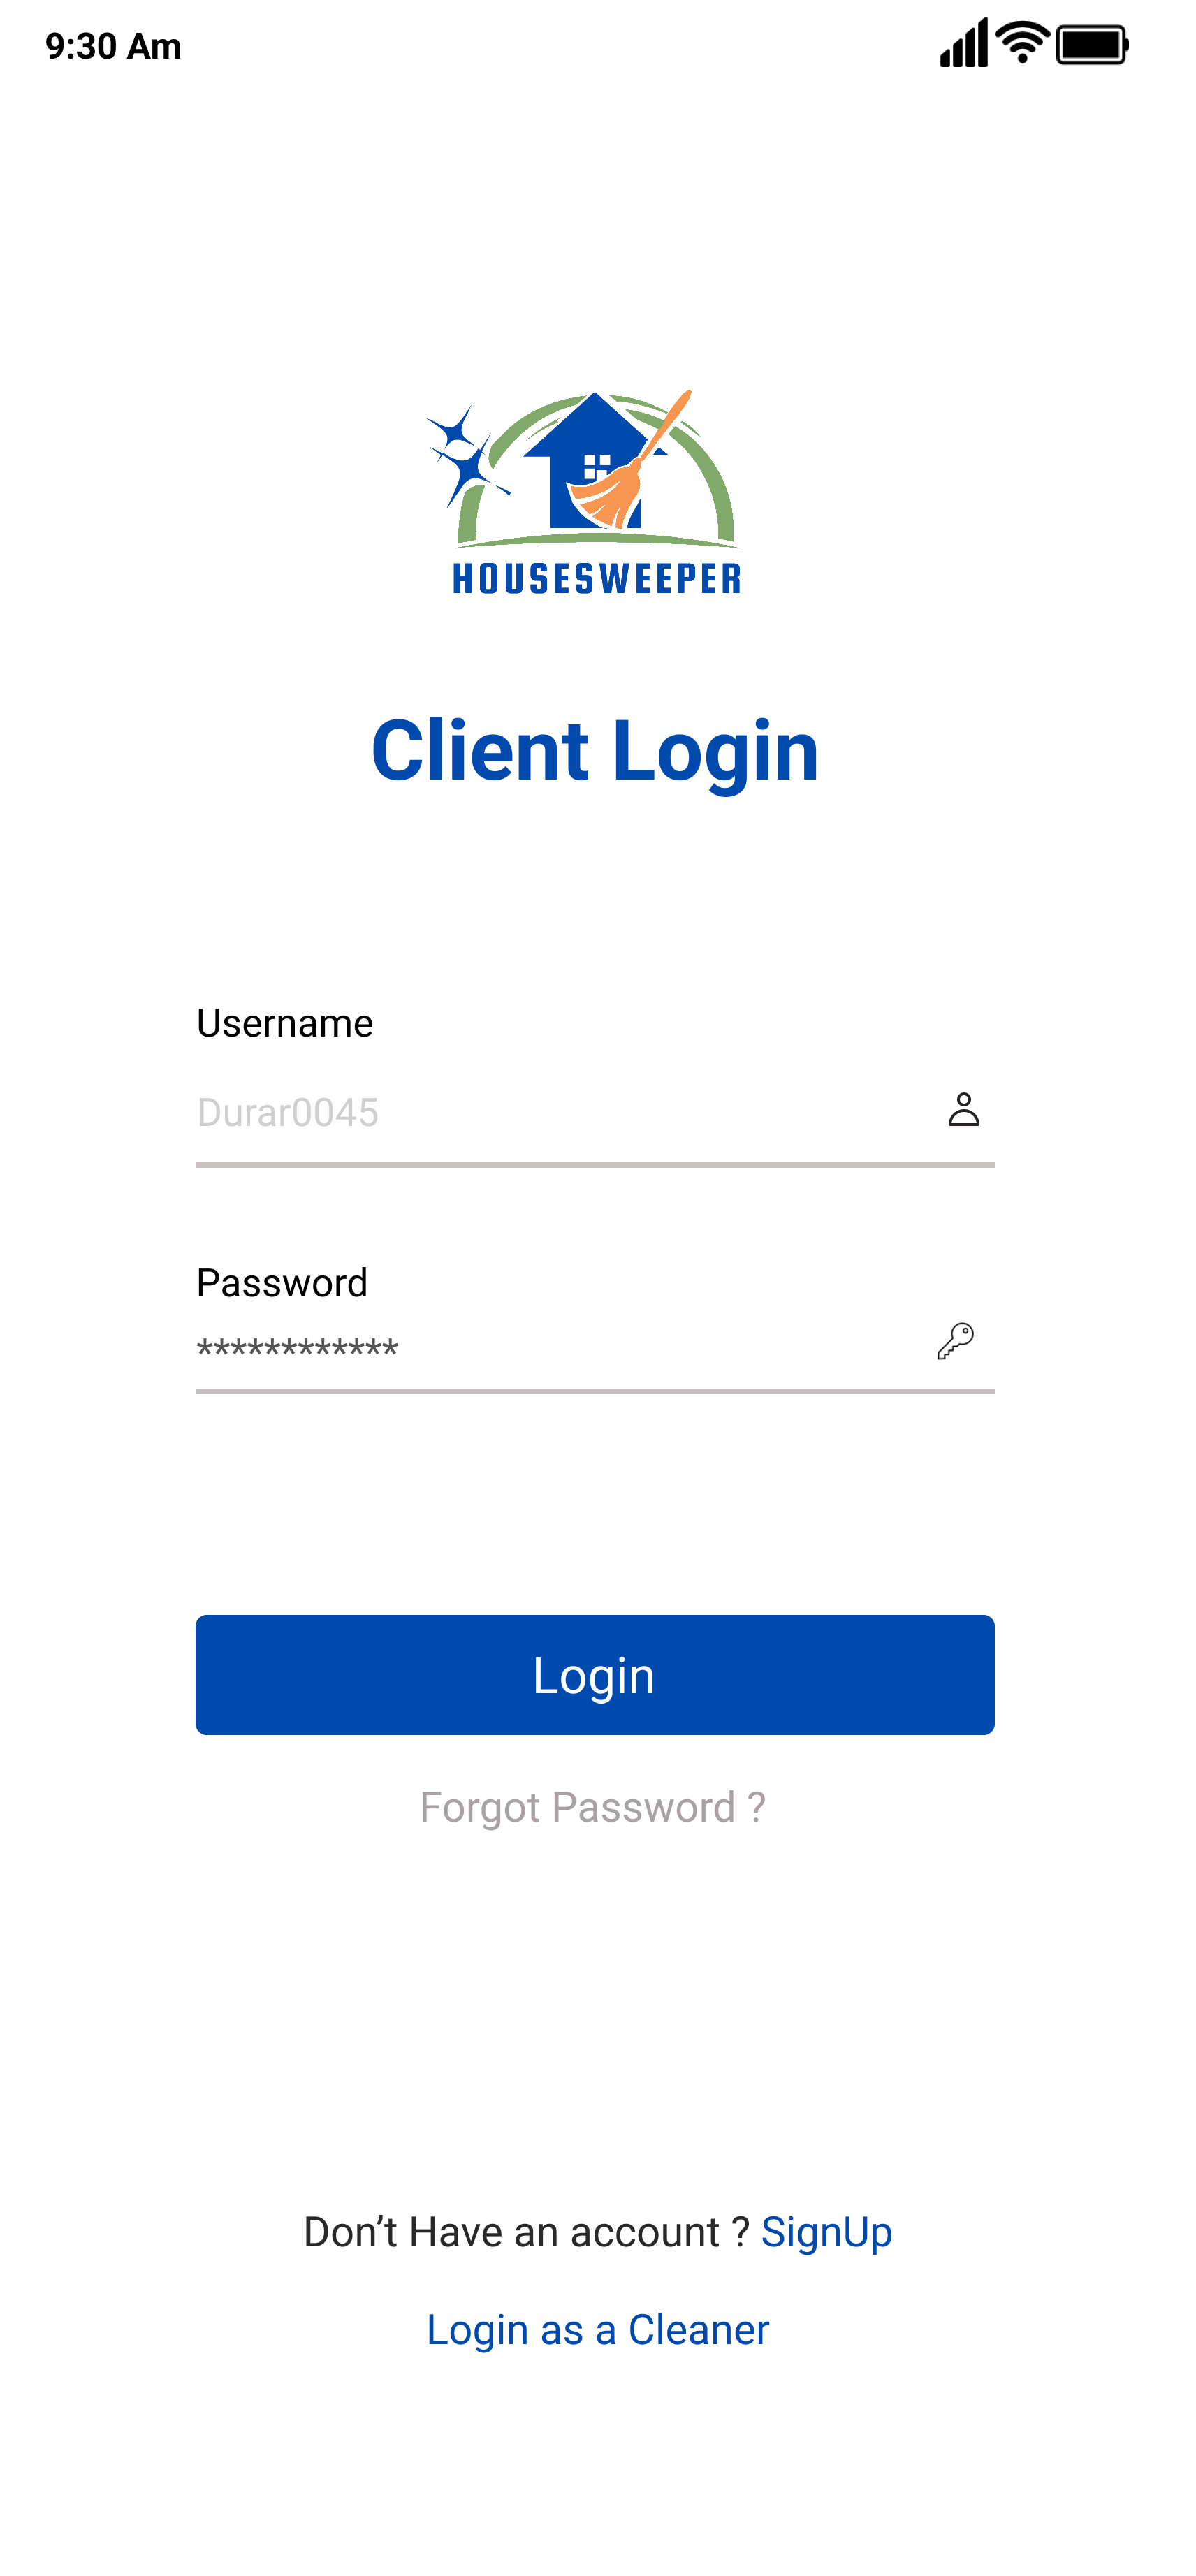 9:30 Am
HOUSESWEEPER
Client Login
Username
Durar0045
Password
************
Login
Forgot Password ?
Don’t Have an account ? SignUp
Login as a Cleaner